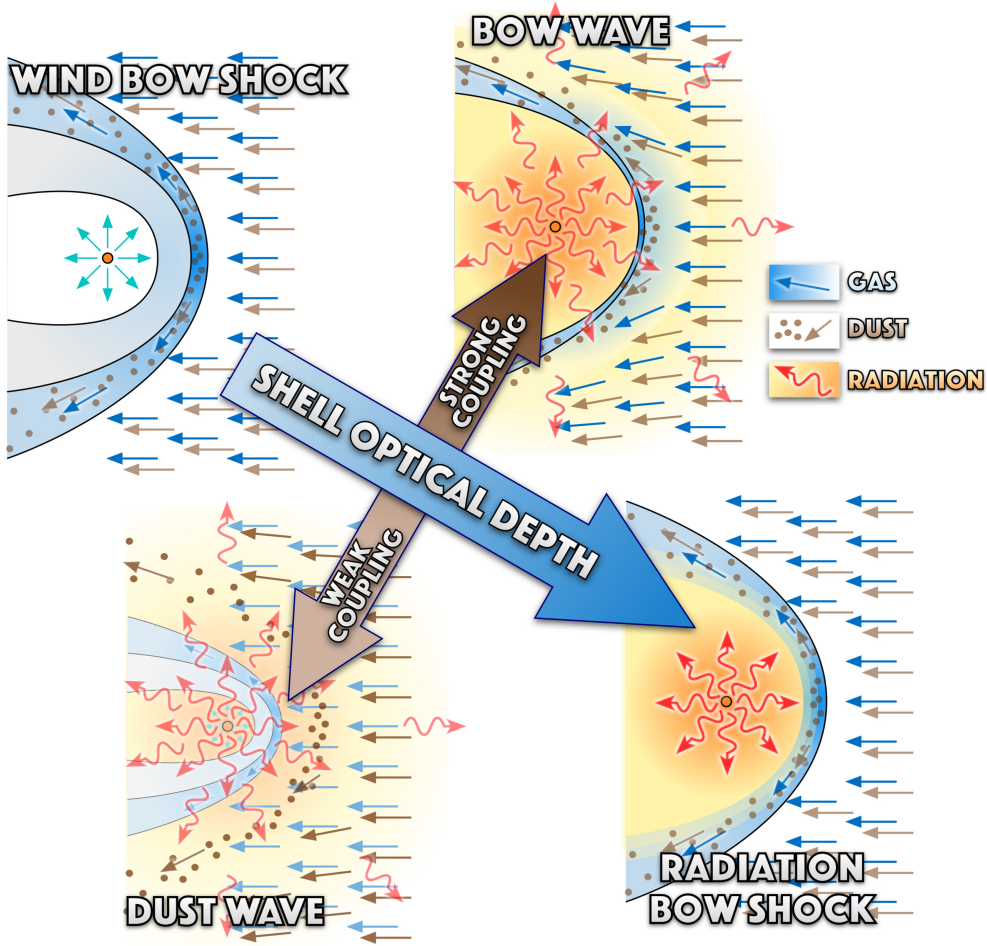 BOW WAVE
WIND BOW SHOCK
GAS
DUST
RADIATION
STRONG
COUPLING
SHELL OPTICAL DEPTH
WEAK
COUPLING
RADIATION
BOW SHOCK
DUST WAVE